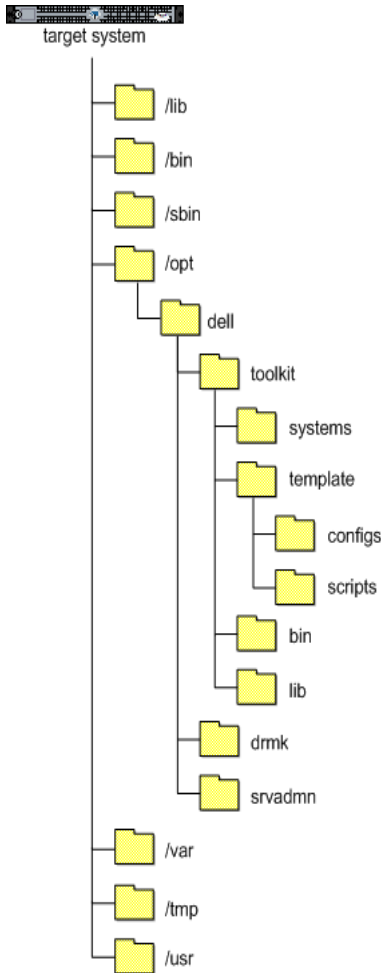 target system
/lib
/bin
/sbin
/opt
dell
toolkit
systems
template
configs
scripts
bin
lib
drmk
srvadmn
/var
/tmp
/usr